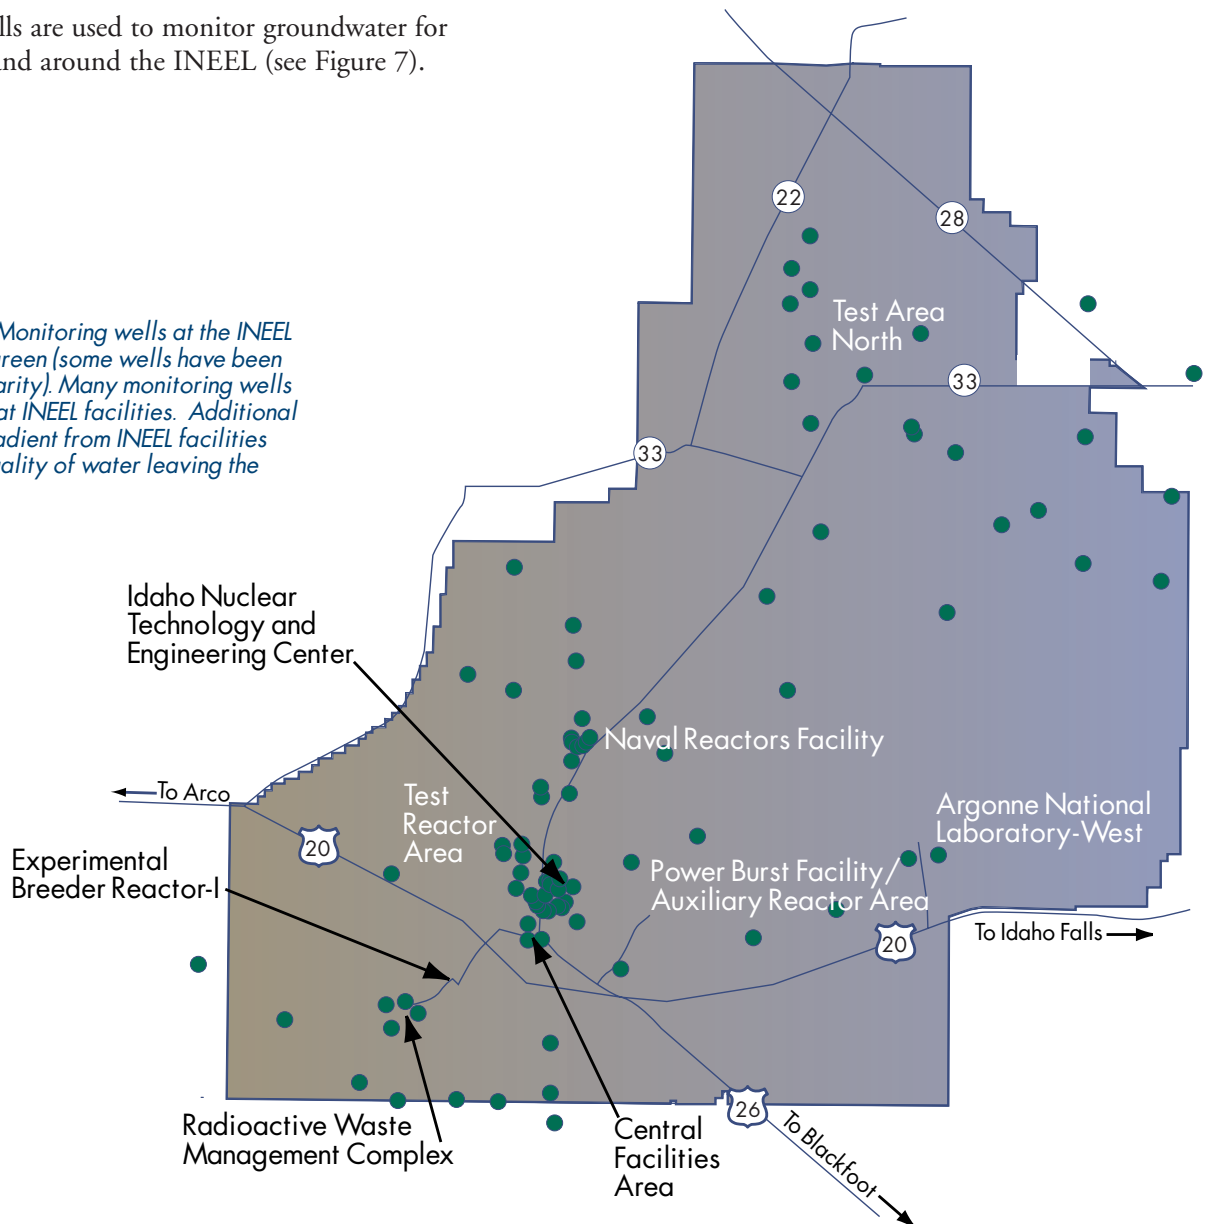 lls are used to monitor groundwater for
and around the INEEL (see Figure 7).
22
28
Monitoring wells at the INEEL
reen (some wells have been
arity). Many monitoring wells
at INEEL facilities. Additional
adient from INEEL facilities
ality of water leaving the
Test Area
North
33
33
Idaho Nuclear
Technology and
Engineering Center
Naval Reactors Facility
To Arco
Test
Reactor
Area
Argonne National
Laboratory-West
20
Experimental
Breeder Reactor-I
Power Burst Facility/
Auxiliary Reactor Area
20
To Idaho Falls
Radioactive Waste
Management Complex
Central
Facilities
Area
26
To Blackfoot